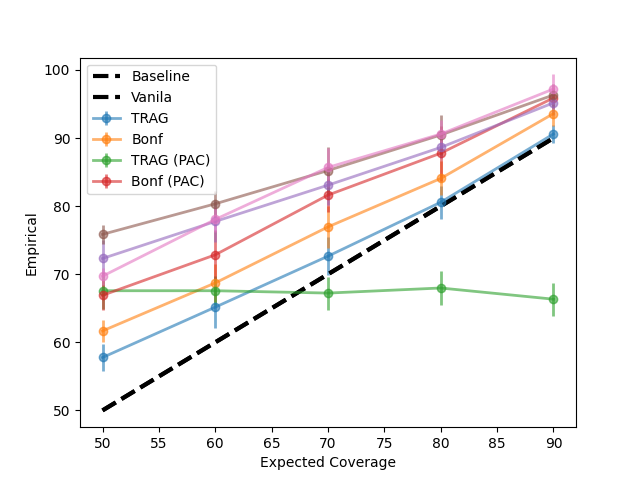 100
90
80
70
60
50
Empirical
Baseline
Vanila
TRAG
Bonf
TRAG (PAC)
Bonf (PAC)
50 55 60 65 70 75 80 85 90
Expected Coverage